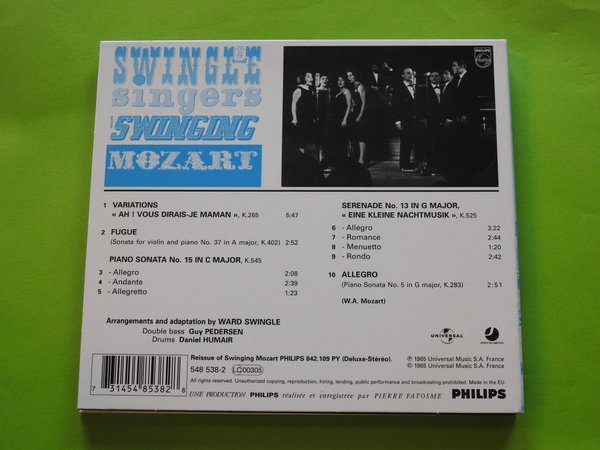 the
SWINGLE
singers
SWINGING
MOZART
PHILIPS
1 VARIATIONS
« AH ! VOUS DIRAIS-JE MAMAN », K.265 5:47
2 FUGUE
(Sonata for violin and piano No. 37 in A major, K.402) 2:52
PIANO SONATA No. 15 IN C MAJOR, K.545
3 - Allegro 2:08
4 - Andante 2:39
5 - Allegretto 1:23
SERENADE No. 13 IN G MAJOR,
« EINE KLEINE NACHTMUSIK », K.525
6 - Allegro 3:22
7 - Romance 2:44
8 - Menuetto 2:20
9 - Rondo 2:42
10 ALLEGRO
(Piano Sonata No. 5 in G major, K.283) 2:51
(W.A. Mozart)
Arrangements and adaptation by WARD SWINGLE
Double bass Guy PEDERSEN
Drums Daniel HUMAIR
UNIVERSAL
℗ 1965 Universal Music S.A. France
© 1965 Universal Music S.A. France
Reissue of Swinging Mozart PHILIPS 842.109 PY (Deluxe-Stéréo).
548 538-2 LC00305
All rights reserved. Unauthorized copying, reproduction, hiring, lending, public performance and broadcasting prohibited. Made in the EU.
UNE PRODUCTION PHILIPS réalisée et enregistrée par PIERRE FATOSME
PHILIPS
7 31454 85382 8